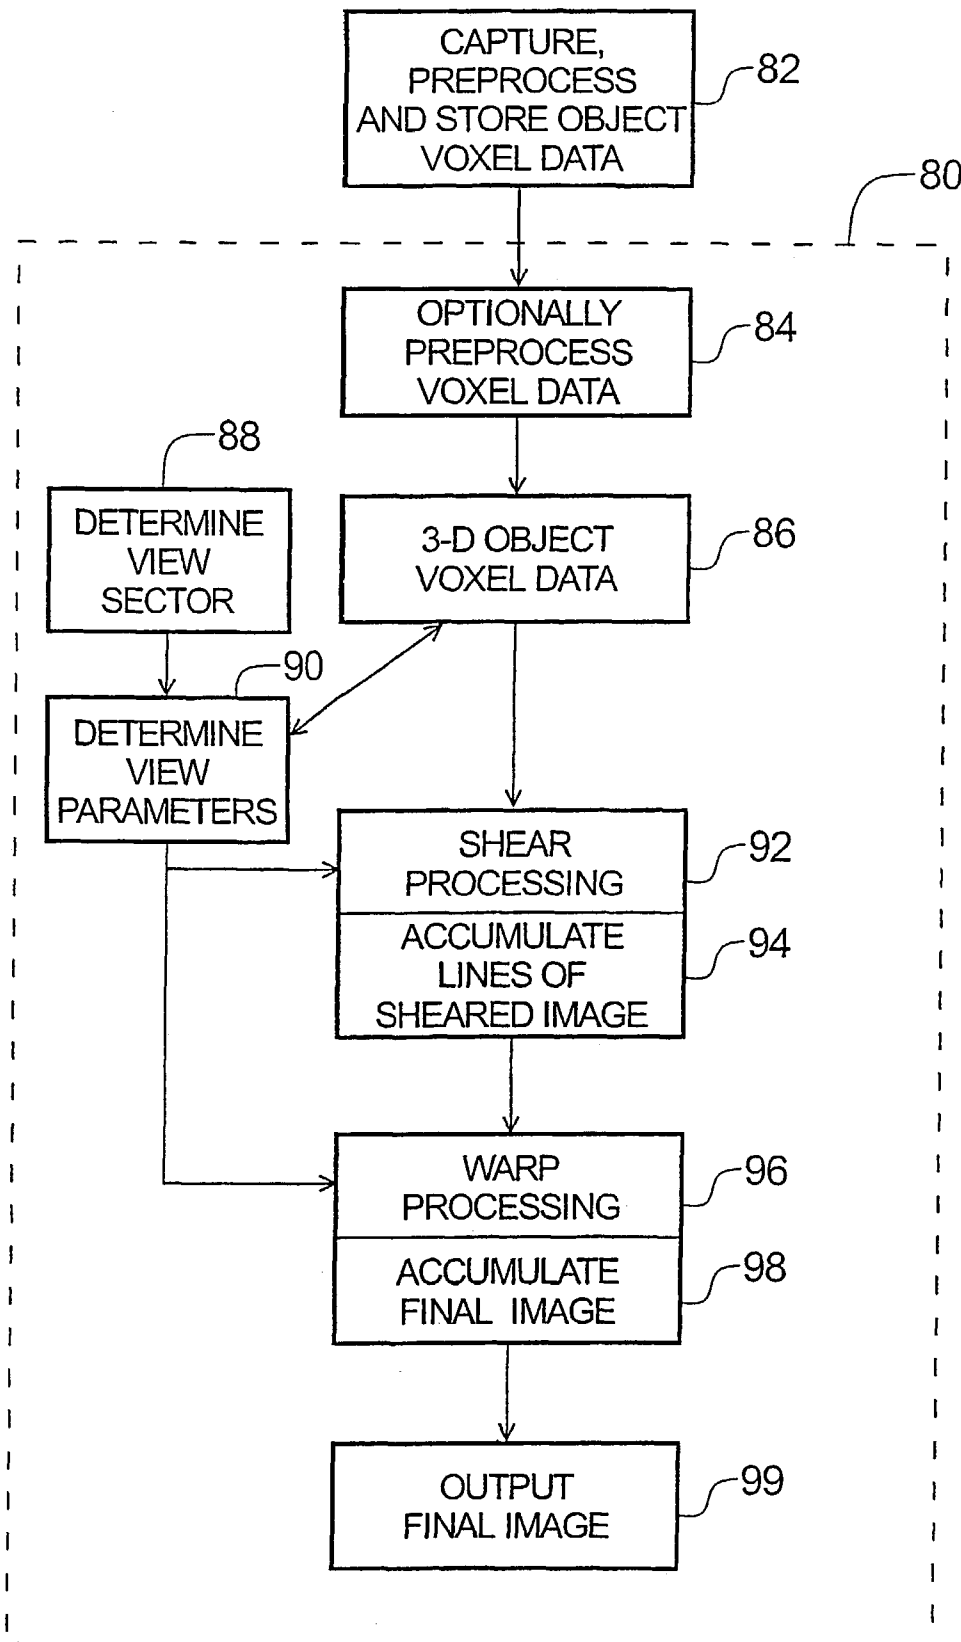 CAPTURE,
PREPROCESS
AND STORE OBJECT
VOXEL DATA
82
80
OPTIONALLY
PREPROCESS
VOXEL DATA
84
88
DETERMINE
VIEW
SECTOR
3-D OBJECT
VOXEL DATA
86
90
DETERMINE
VIEW
PARAMETERS
SHEAR
PROCESSING
92
ACCUMULATE
LINES OF
SHEARED IMAGE
94
WARP
PROCESSING
96
ACCUMULATE
FINAL IMAGE
98
OUTPUT
FINAL IMAGE
99